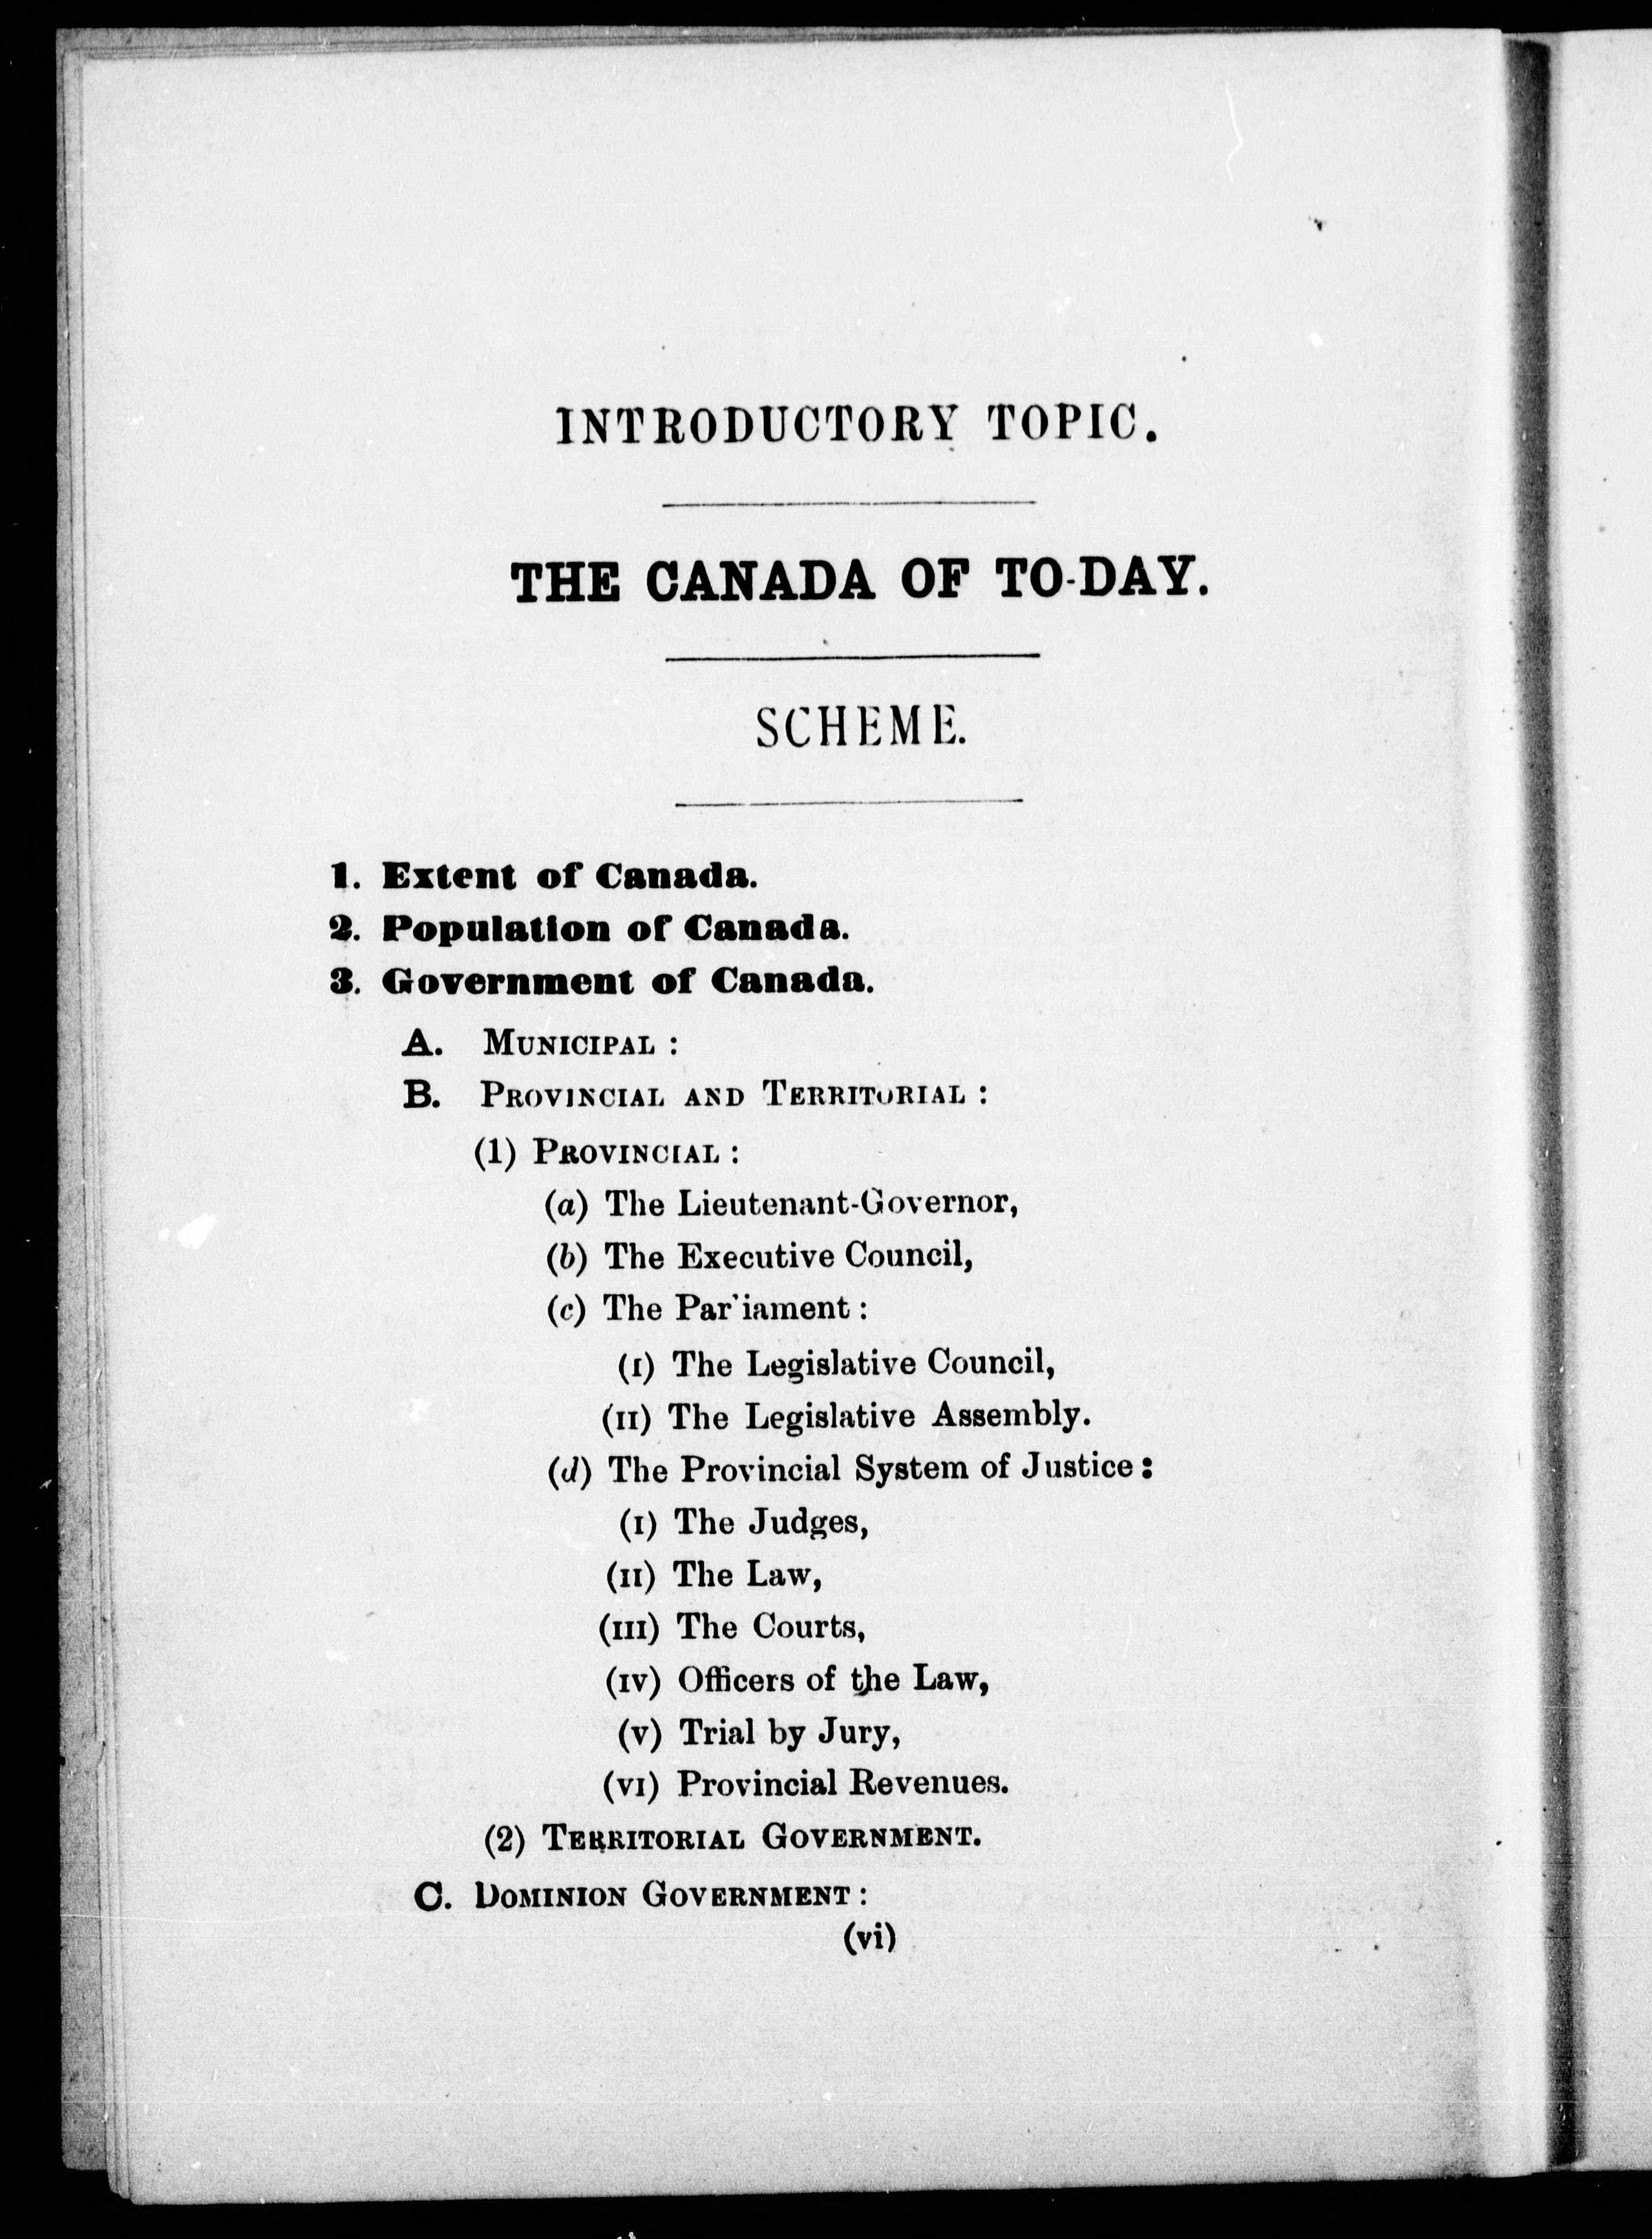 INTRODUCTORY TOPIC.
THE CANADA OF TO-DAY.
SCHEME.
1. Extent of Canada.
2. Population of Canada.
3. Government of Canada.
A. MUNICIPAL :
B. PROVINCIAL AND TERRITORIAL :
(1) PROVINCIAL :
(a) The Lieutenant-Governor,
(b) The Executive Council,
(c) The Par'iament :
(I) The Legislative Council,
(II) The Legislative Assembly.
(d) The Provincial System of Justice :
(I) The Judges,
(II) The Law,
(III) The Courts,
(IV) Officers of the Law,
(V) Trial by Jury,
(VI) Provincial Revenues.
(2) TERRITORIAL GOVERNMENT.
C. DOMINION GOVERNMENT :
(vi)